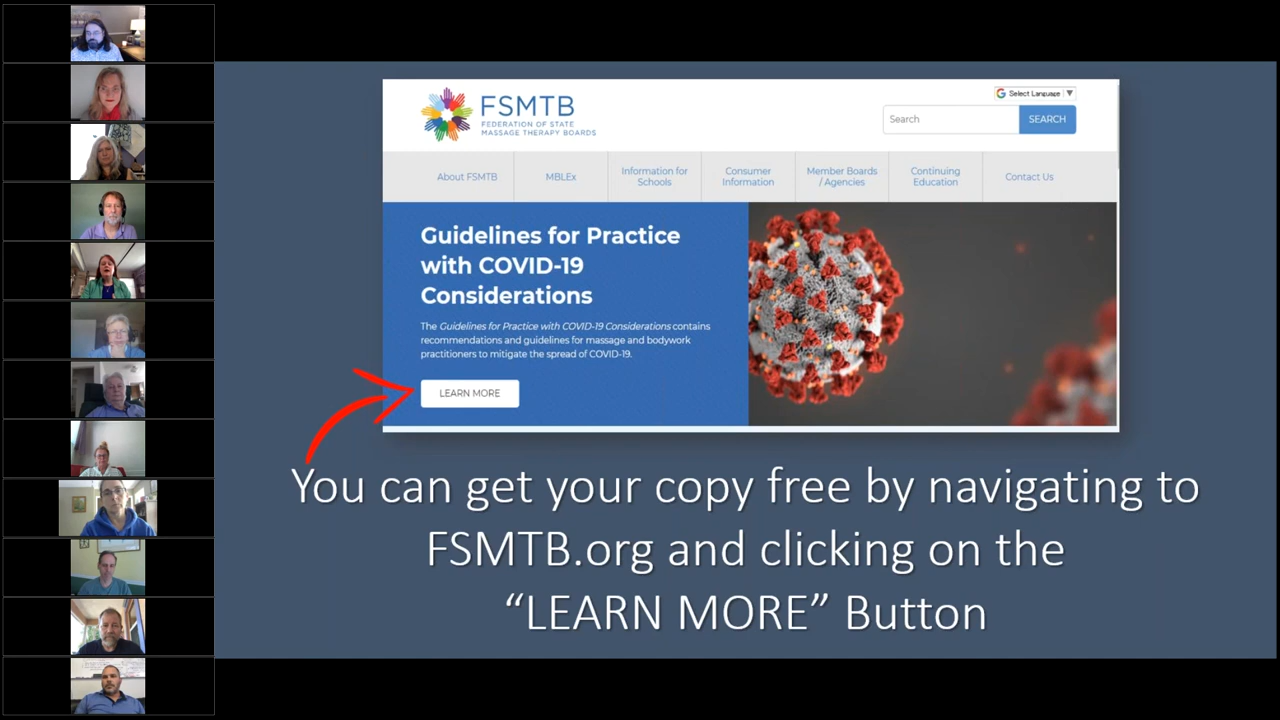 FSMTB
FEDERATION OF STATE
MASSAGE THERAPY BOARDS
Select Language
Search
SEARCH
About FSMTB
MBLEx
Information for
Schools
Consumer
Information
Member Boards
/ Agencies
Continuing
Education
Contact Us
Guidelines for Practice
with COVID-19
Considerations
The Guidelines for Practice with COVID-19 Considerations contains
recommendations and guidelines for massage and bodywork
practitioners to mitigate the spread of COVID-19.
LEARN MORE
You can get your copy free by navigating to
FSMTB.org and clicking on the
“LEARN MORE” Button